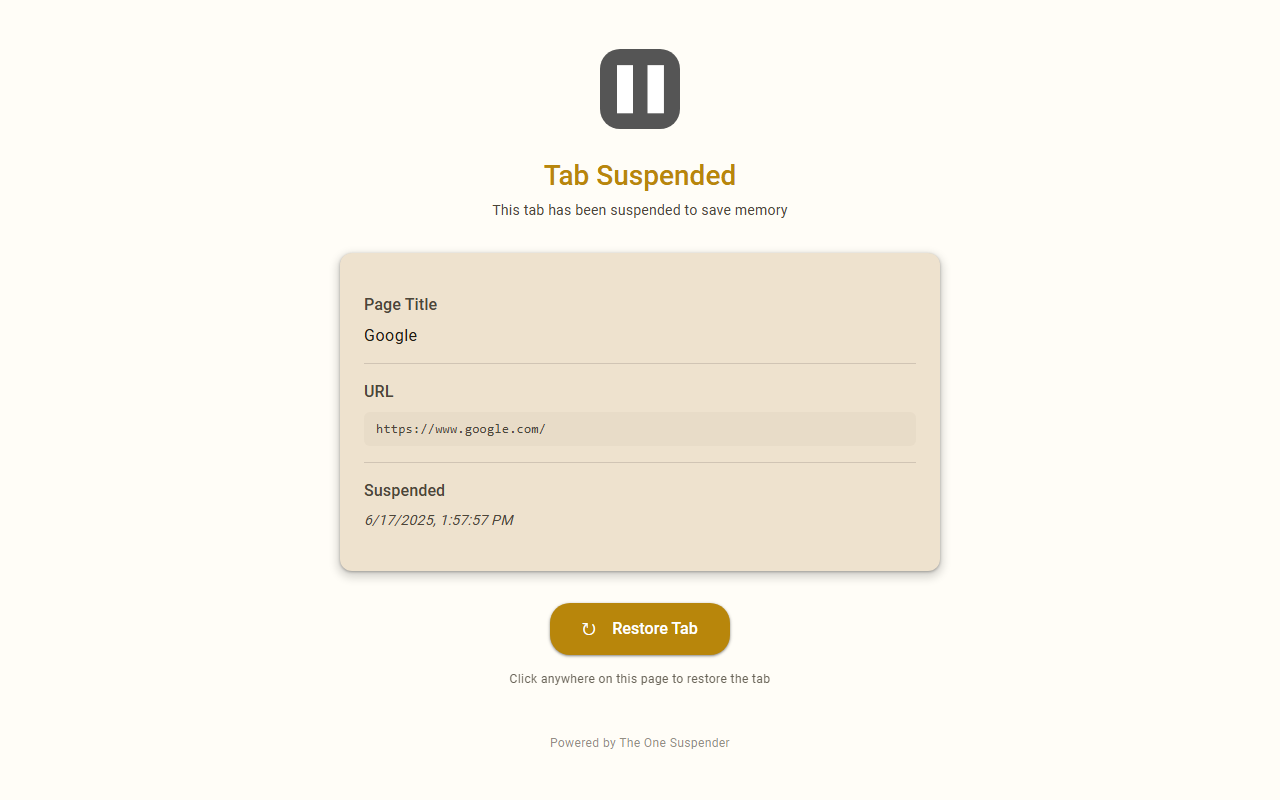 Tab Suspended
This tab has been suspended to save memory
Page Title
Google
URL
https://www.google.com/
Suspended
6/17/2025, 1:57:57 PM
↻ Restore Tab
Click anywhere on this page to restore the tab
Powered by The One Suspender